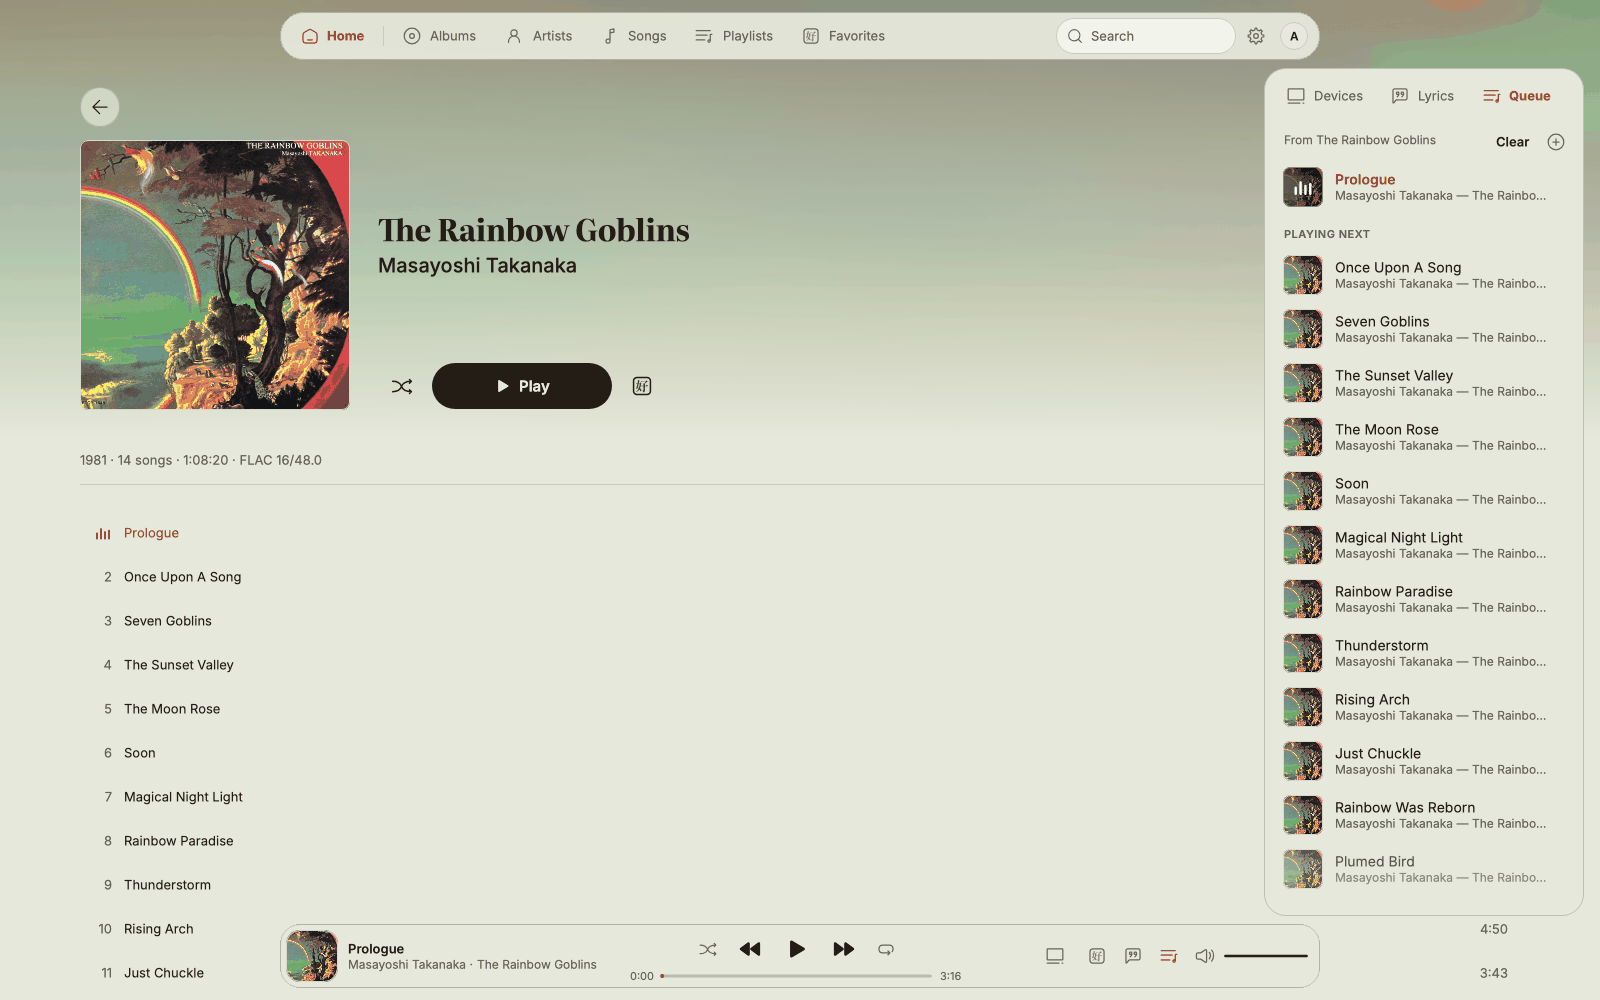 Home
Albums
Artists
Songs
Playlists
好
Favorites
Search
A
THE RAINBOW GOBLINS
Masayoshi TAKANAKA
The Rainbow Goblins
Masayoshi Takanaka
Play
好
1981 · 14 songs · 1:08:20 · FLAC 16/48.0
Prologue
2 Once Upon A Song
3 Seven Goblins
4 The Sunset Valley
5 The Moon Rose
6 Soon
7 Magical Night Light
8 Rainbow Paradise
9 Thunderstorm
10 Rising Arch 4:50
11 Just Chuckle 3:43
Devices
Lyrics
Queue
From The Rainbow Goblins
Clear
Prologue
Masayoshi Takanaka — The Rainbo...
PLAYING NEXT
Once Upon A Song
Masayoshi Takanaka — The Rainbo...
Seven Goblins
Masayoshi Takanaka — The Rainbo...
The Sunset Valley
Masayoshi Takanaka — The Rainbo...
The Moon Rose
Masayoshi Takanaka — The Rainbo...
Soon
Masayoshi Takanaka — The Rainbo...
Magical Night Light
Masayoshi Takanaka — The Rainbo...
Rainbow Paradise
Masayoshi Takanaka — The Rainbo...
Thunderstorm
Masayoshi Takanaka — The Rainbo...
Rising Arch
Masayoshi Takanaka — The Rainbo...
Just Chuckle
Masayoshi Takanaka — The Rainbo...
Rainbow Was Reborn
Masayoshi Takanaka — The Rainbo...
Plumed Bird
Masayoshi Takanaka — The Rainbo...
Prologue
Masayoshi Takanaka · The Rainbow Goblins
0:00
3:16
好